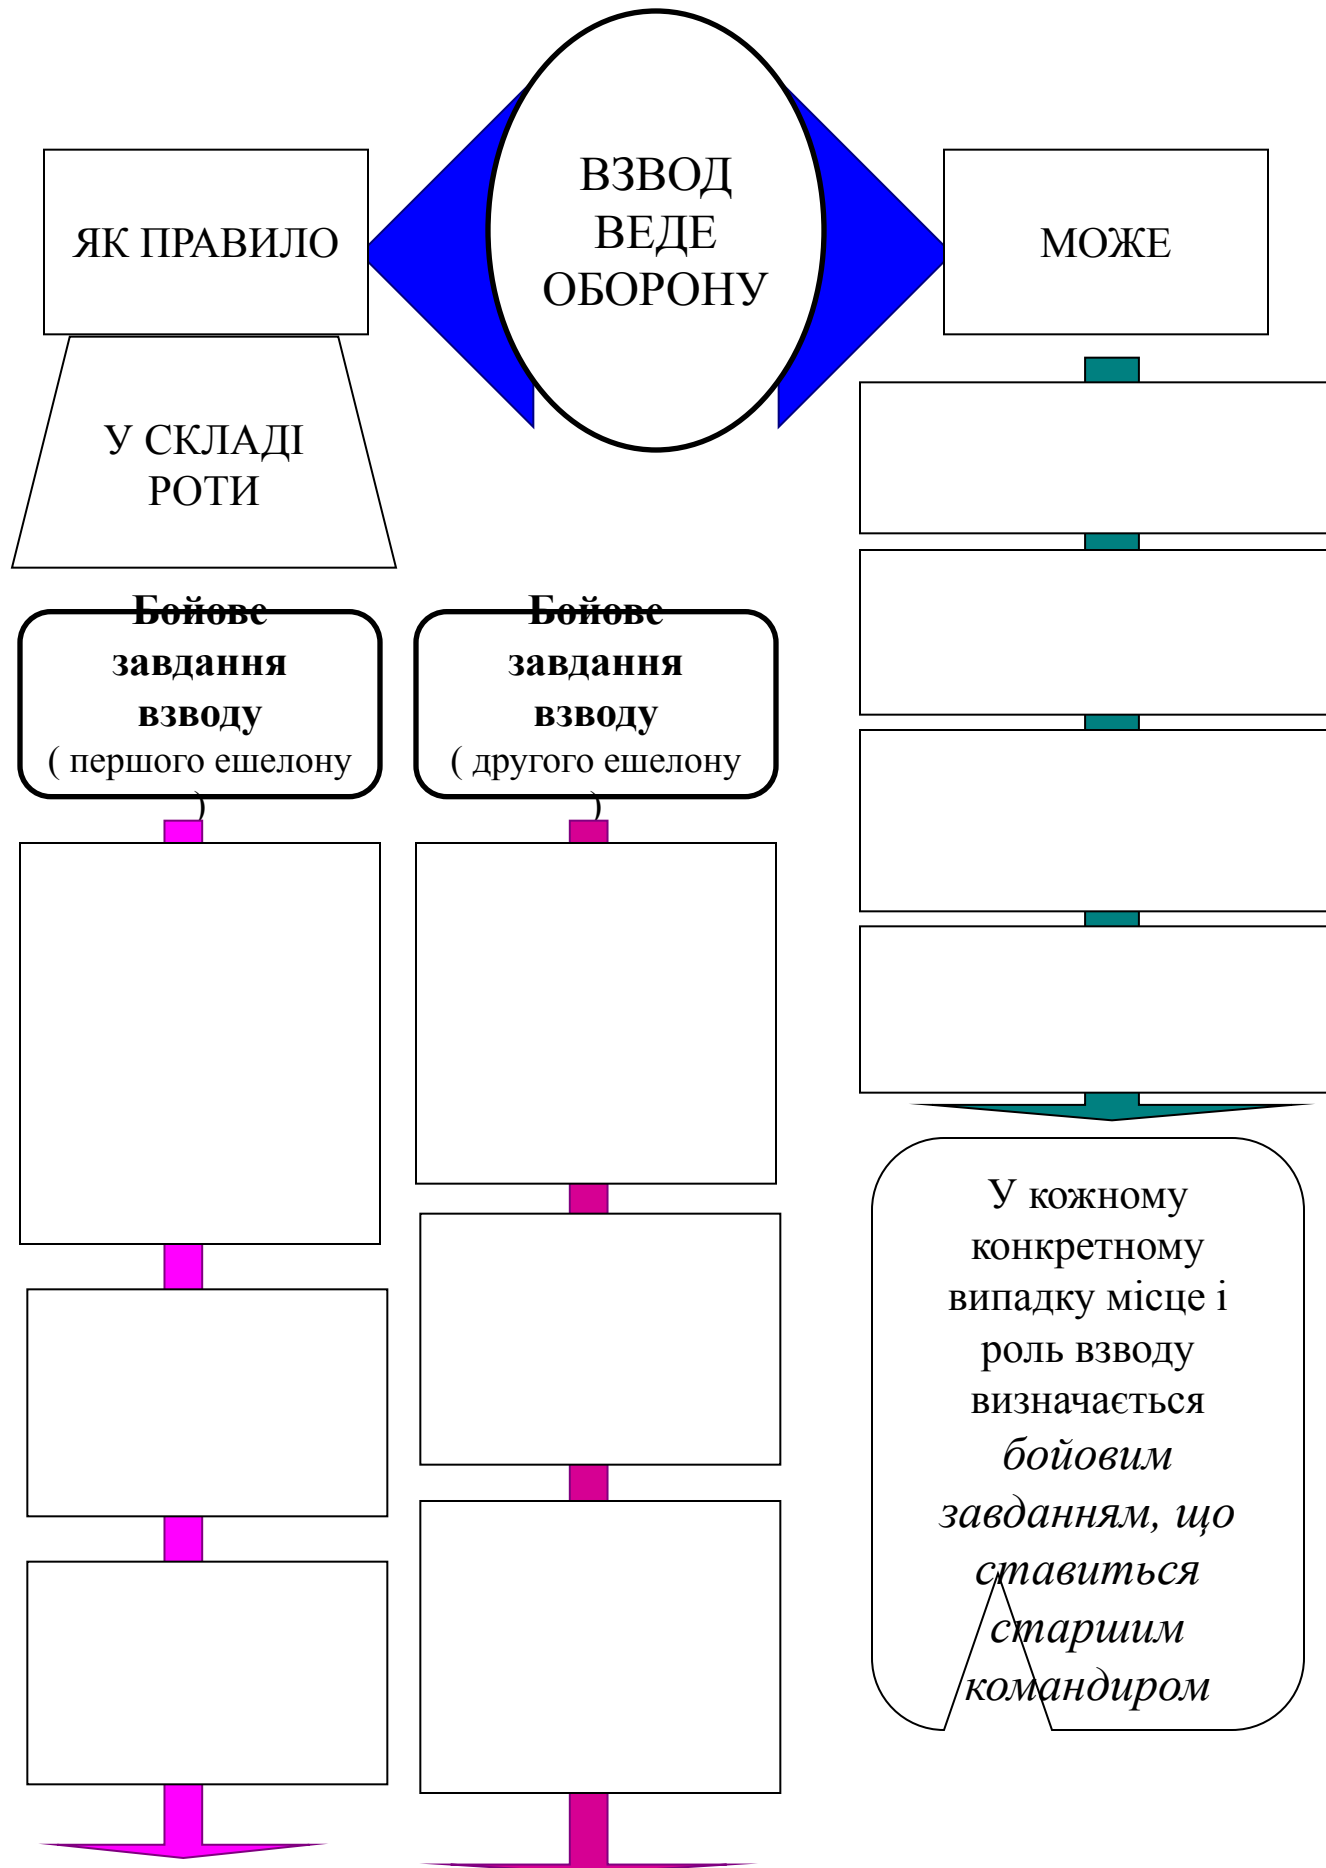 ВЗВОД
ВЕДЕ
ОБОРОНУ
ЯК ПРАВИЛО
МОЖЕ
У СКЛАДІ
РОТИ
Бойове
завдання
взводу
( першого ешелону
)
Бойове
завдання
взводу
( другого ешелону
)
У кожному
конкретному
випадку місце і
роль взводу
визначається
бойовим
завданням, що
ставиться
старшим
командиром